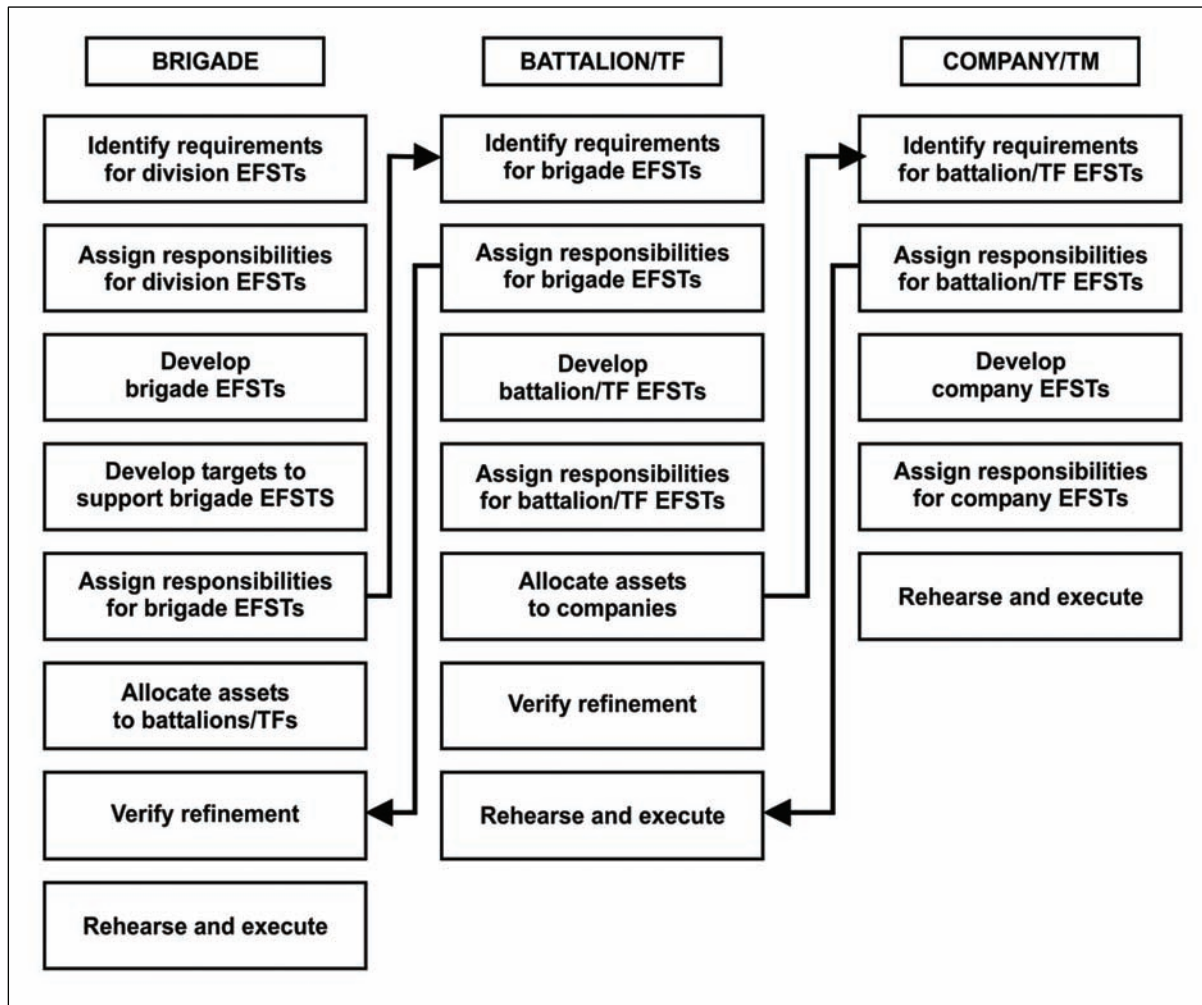 BRIGADE
Identify requirements
for division EFSTs
Assign responsibilities
for division EFSTs
Develop
brigade EFSTs
Develop targets to
support brigade EFSTS
Assign responsibilities
for brigade EFSTs
Allocate assets
to battalions/TFs
Verify refinement
Rehearse and execute
BATTALION/TF
Identify requirements
for brigade EFSTs
Assign responsibilities
for brigade EFSTs
Develop
battalion/TF EFSTs
Assign responsibilities
for battalion/TF EFSTs
Allocate assets
to companies
Verify refinement
Rehearse and execute
COMPANY/TM
Identify requirements
for battalion/TF EFSTs
Assign responsibilities
for battalion/TF EFSTs
Develop
company EFSTs
Assign responsibilities
for company EFSTs
Rehearse and execute